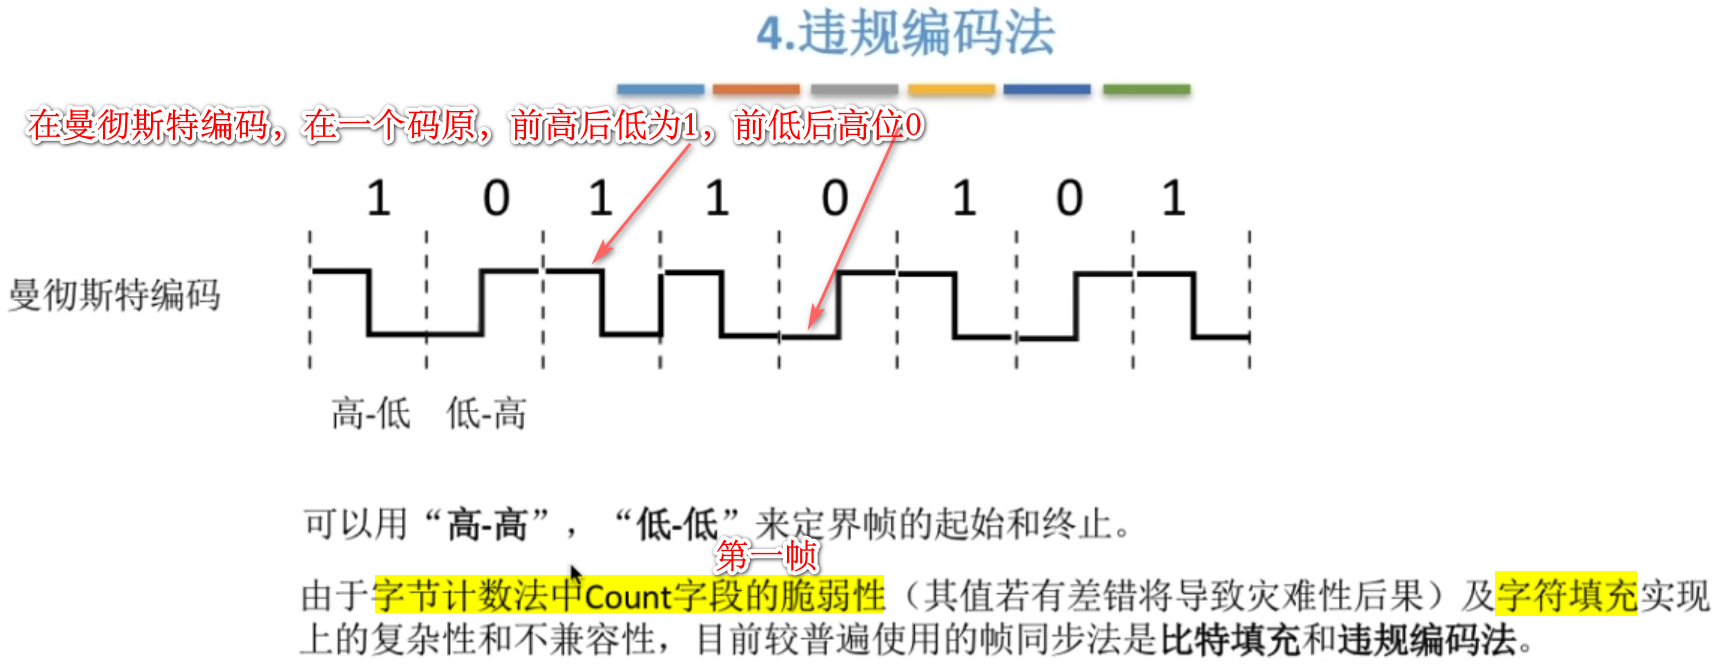 4.违规编码法
在曼彻斯特编码，在一个码原，前高后低为1，前低后高位0
1 0 1 1 0 1 0 1
曼彻斯特编码
高-低 低-高
可以用“高-高”，“低-低”来定界帧的起始和终止。
第一帧
由于字节计数法中Count字段的脆弱性（其值若有差错将导致灾难性后果）及字符填充实现
上的复杂性和不兼容性，目前较普遍使用的帧同步法是比特填充和违规编码法。